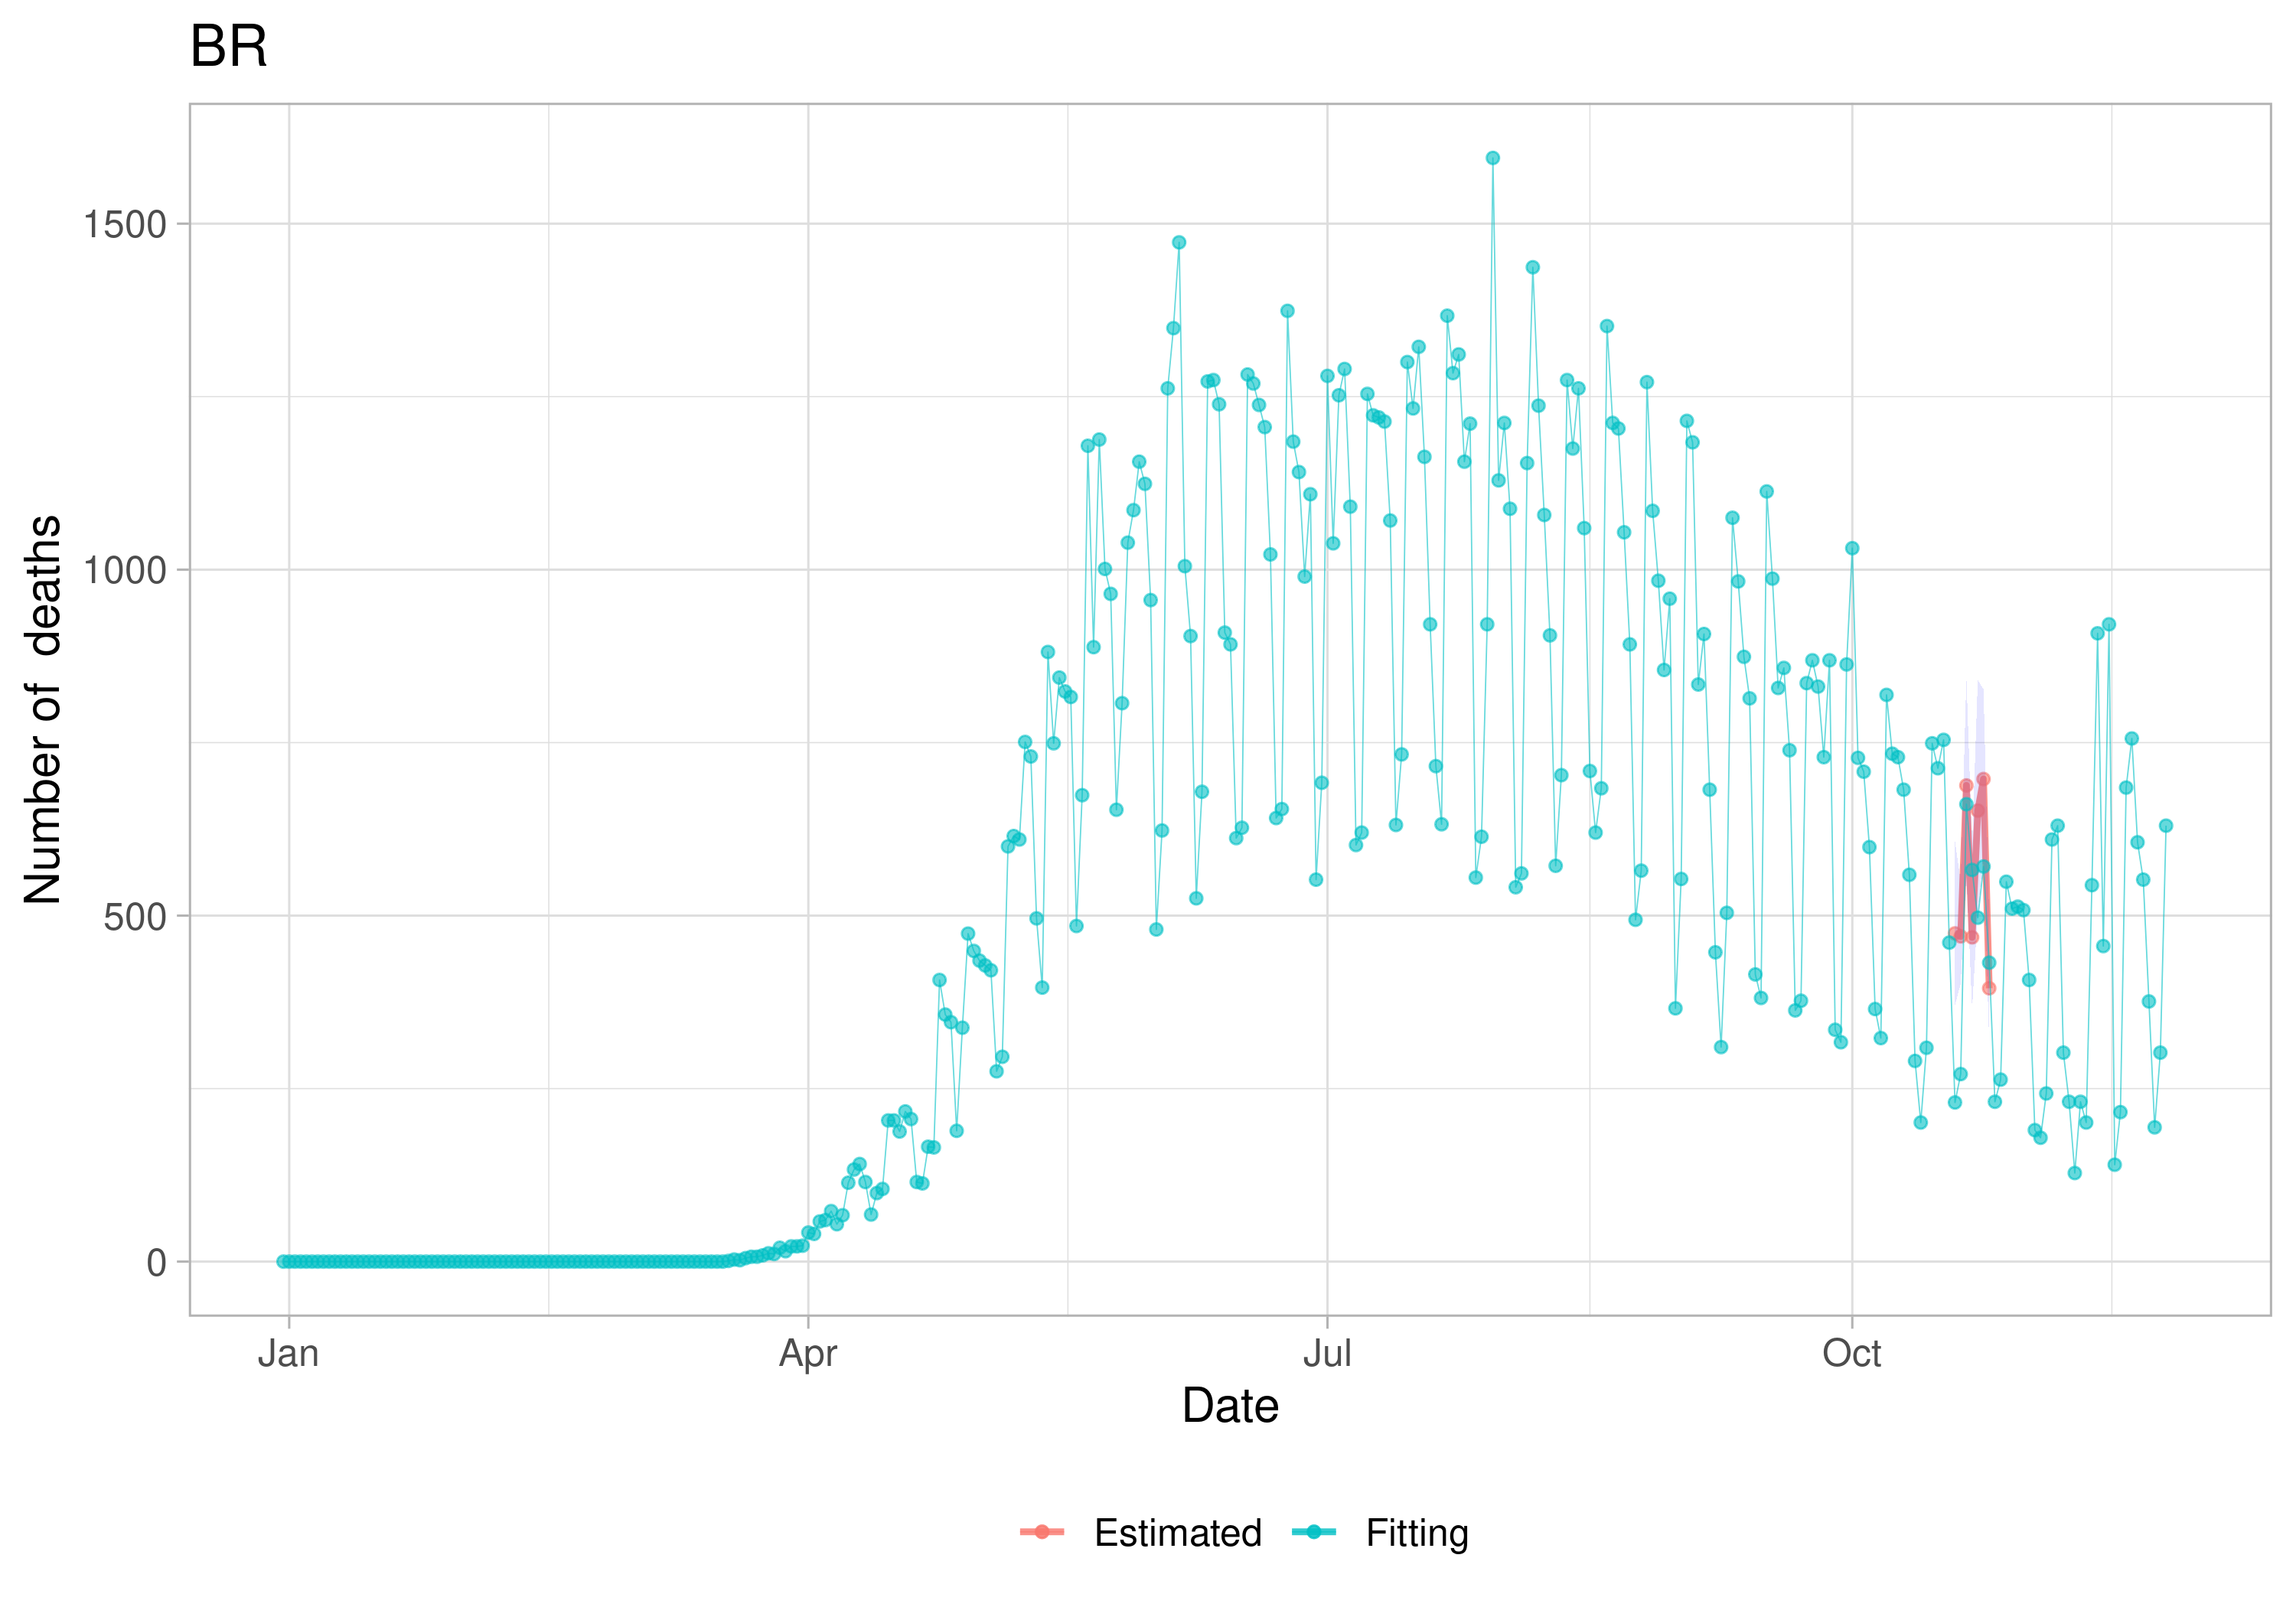 BR
1500
1000
500
0
Number of deaths
Jan Apr Jul Oct
Date
Estimated Fitting